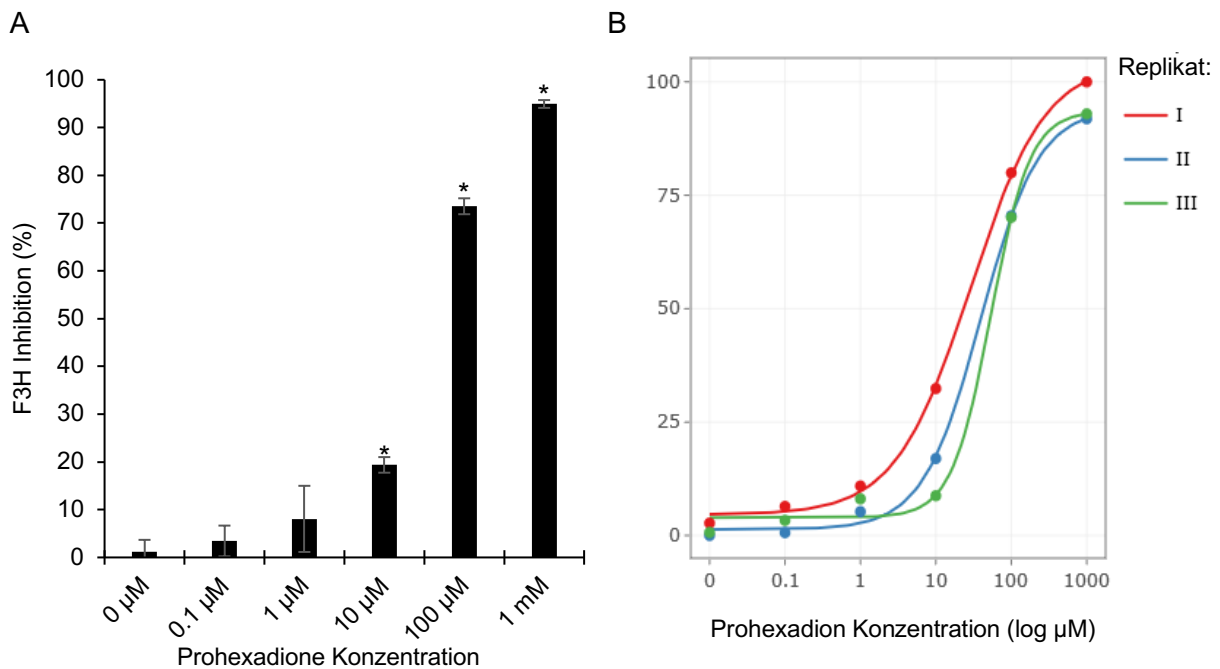 A
F3H Inhibition (%)
100
90
80
70
60
50
40
30
20
10
0
*
*
*
0 µM
0.1 µM
1 µM
10 µM
100 µM
1 mM
Prohexadione Konzentration
B
100
75
50
25
0
0
0.1
1
10
100
1000
Prohexadion Konzentration (log µM)
Replikat:
I
II
III